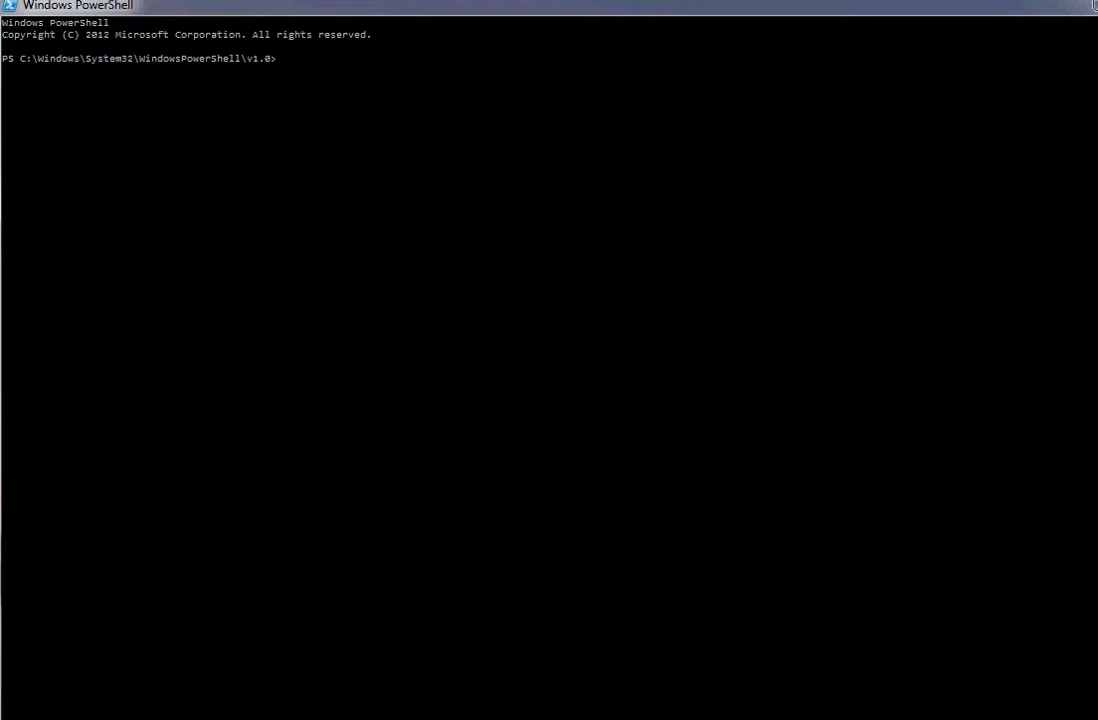 Windows PowerShell
Windows PowerShell
Copyright (C) 2012 Microsoft Corporation. All rights reserved.
PS C:\Windows\System32\WindowsPowerShell\v1.0>